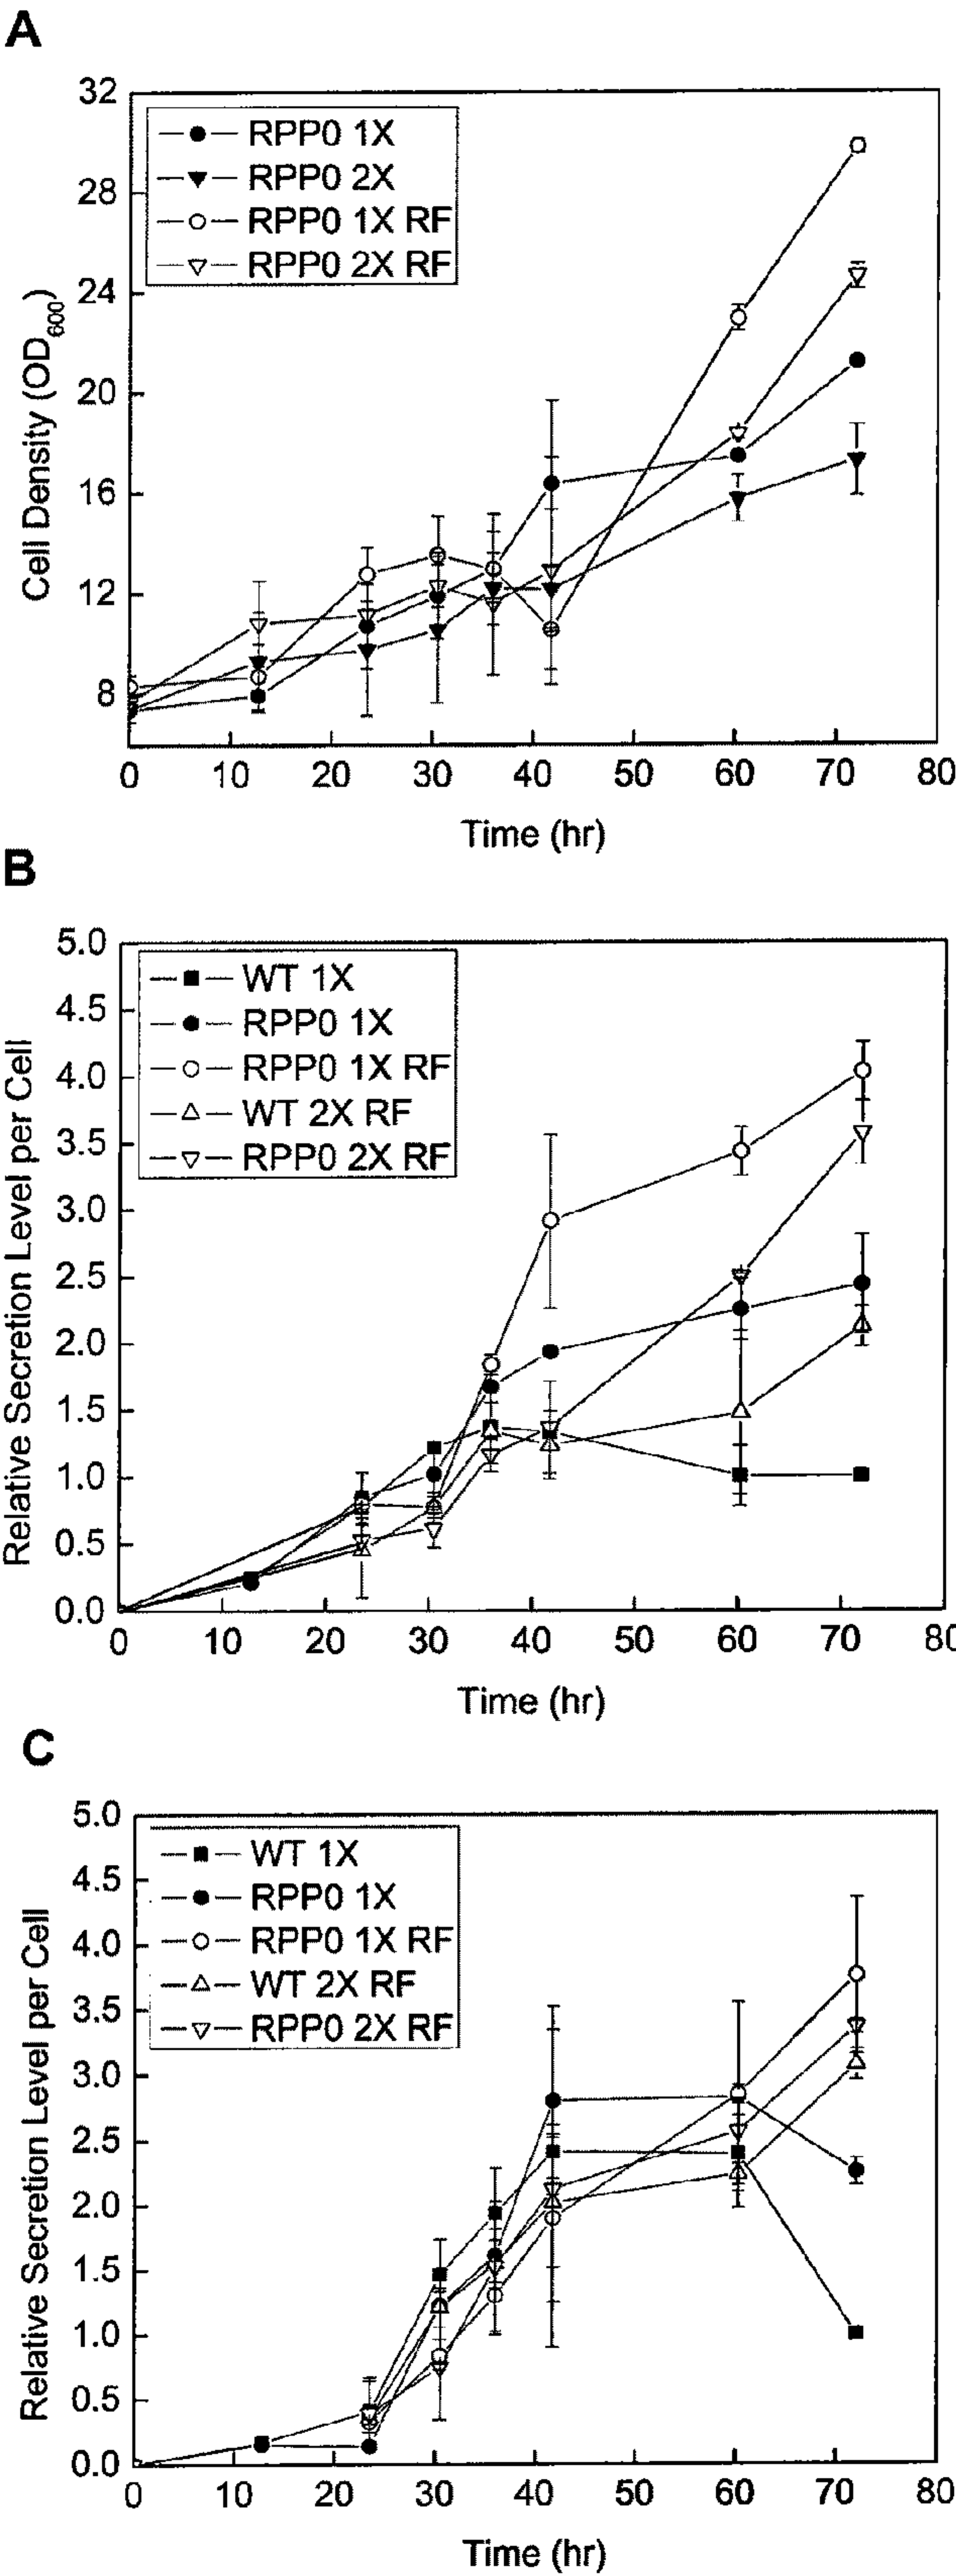 A
32
28
24
20
16
12
8
Cell Density (OD600)
RPP0 1X
RPP0 2X
RPP0 1X RF
RPP0 2X RF
0 10 20 30 40 50 60 70 80
Time (hr)
B
5.0
4.5
4.0
3.5
3.0
2.5
2.0
1.5
1.0
0.5
0.0
Relative Secretion Level per Cell
WT 1X
RPP0 1X
RPP0 1X RF
WT 2X RF
RPP0 2X RF
0 10 20 30 40 50 60 70 80
Time (hr)
C
5.0
4.5
4.0
3.5
3.0
2.5
2.0
1.5
1.0
0.5
0.0
Relative Secretion Level per Cell
WT 1X
RPP0 1X
RPP0 1X RF
WT 2X RF
RPP0 2X RF
0 10 20 30 40 50 60 70 80
Time (hr)